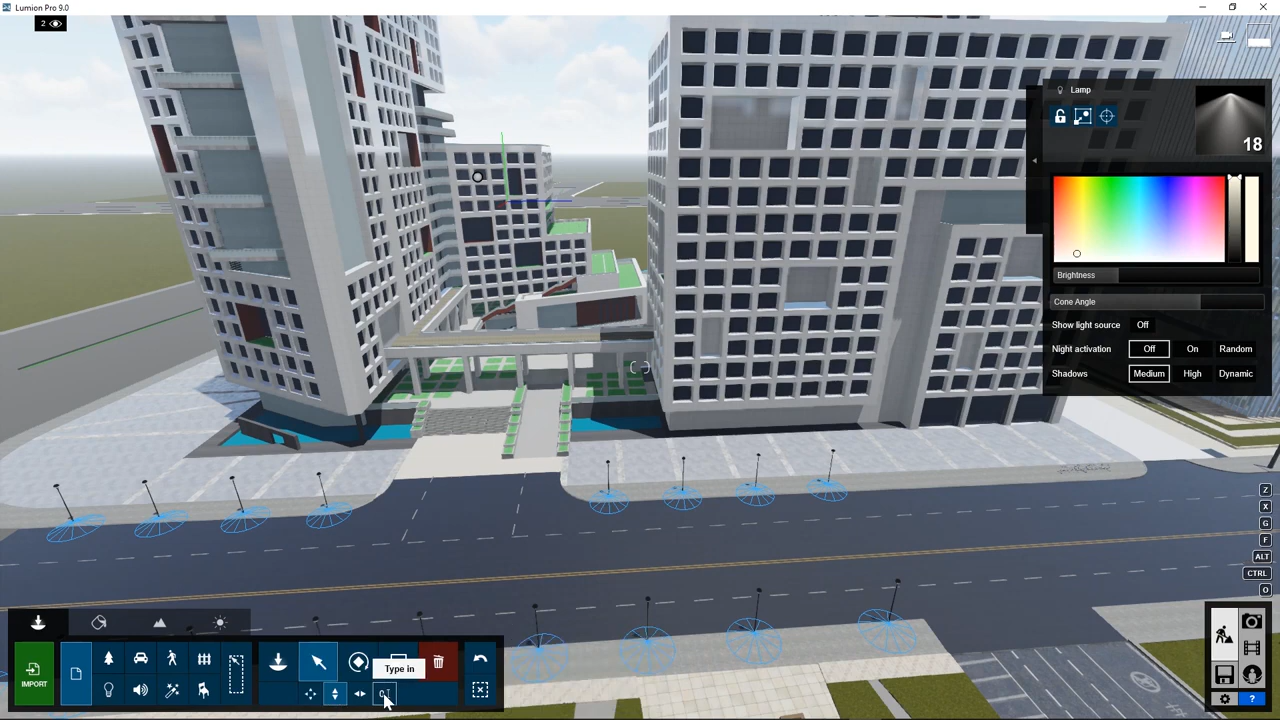 Lumion Pro 9.0
2
Lamp
18
Brightness
Cone Angle
Show light source Off
Night activation Off On Random
Shadows Medium High Dynamic
Z
X
G
F
ALT
CTRL
O
IMPORT
Type in
?